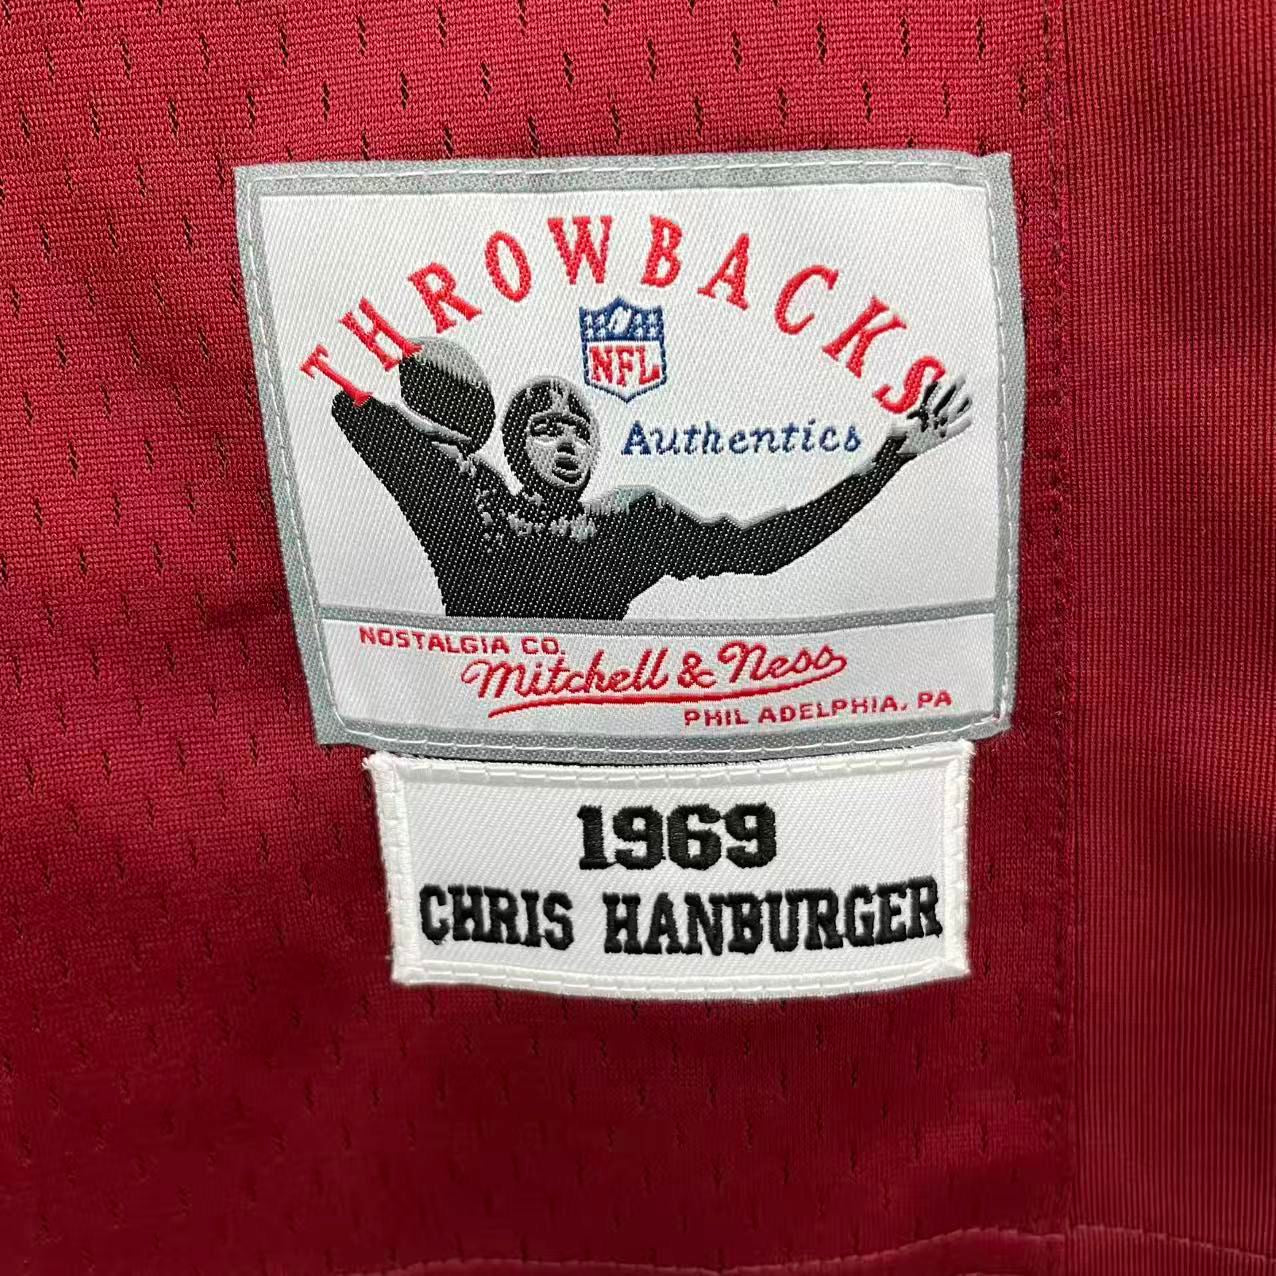 THROWBACKS
NFL
Authentics
NOSTALGIA CO.
Mitchell & Ness
PHIL ADELPHIA, PA
1969
CHRIS HANBURGER